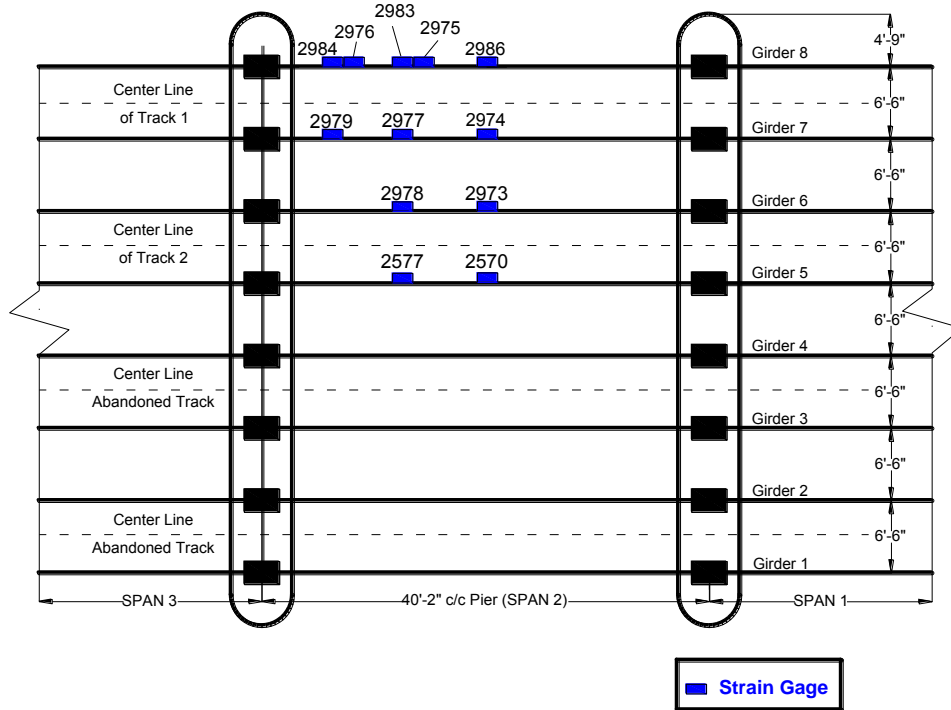 2983
2976
2975
2984
2986
Girder 8
4'-9"
Center Line
of Track 1
6'-6"
2979
2977
2974
Girder 7
6'-6"
2978
2973
Girder 6
Center Line
of Track 2
6'-6"
2577
2570
Girder 5
6'-6"
Girder 4
Center Line
Abandoned Track
6'-6"
Girder 3
6'-6"
Girder 2
Center Line
Abandoned Track
6'-6"
Girder 1
SPAN 3
40'-2" c/c Pier (SPAN 2)
SPAN 1
Strain Gage